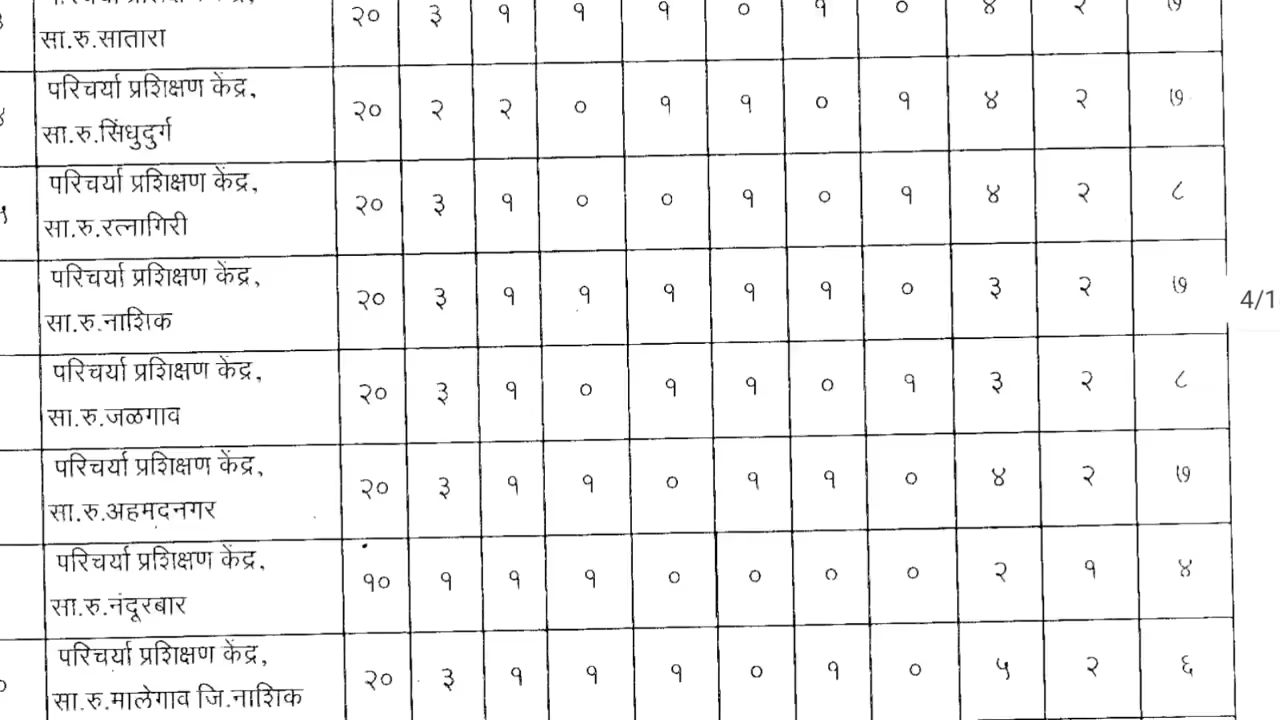 सा.रु.सातारा २० ३ १ १ १ ० १ ० ४ २ ७
परिचर्या प्रशिक्षण केंद्र,
सा.रु.सिंधुदुर्ग २० २ २ ० १ १ ० १ ४ २ ७
परिचर्या प्रशिक्षण केंद्र,
सा.रु.रत्नागिरी २० ३ १ ० ० १ ० १ ४ २ ८
परिचर्या प्रशिक्षण केंद्र,
सा.रु.नाशिक २० ३ १ १ १ १ १ ० ३ २ ७
4/1
परिचर्या प्रशिक्षण केंद्र,
सा.रु.जळगाव २० ३ १ ० १ १ ० १ ३ २ ८
परिचर्या प्रशिक्षण केंद्र,
सा.रु.अहमदनगर २० ३ १ १ ० १ १ ० ४ २ ७
परिचर्या प्रशिक्षण केंद्र,
सा.रु.नंदूरबार १० १ १ १ ० ० ० ० २ १ ४
परिचर्या प्रशिक्षण केंद्र,
सा.रु.मालेगाव जि.नाशिक २० ३ १ १ १ ० १ ० ५ २ ६